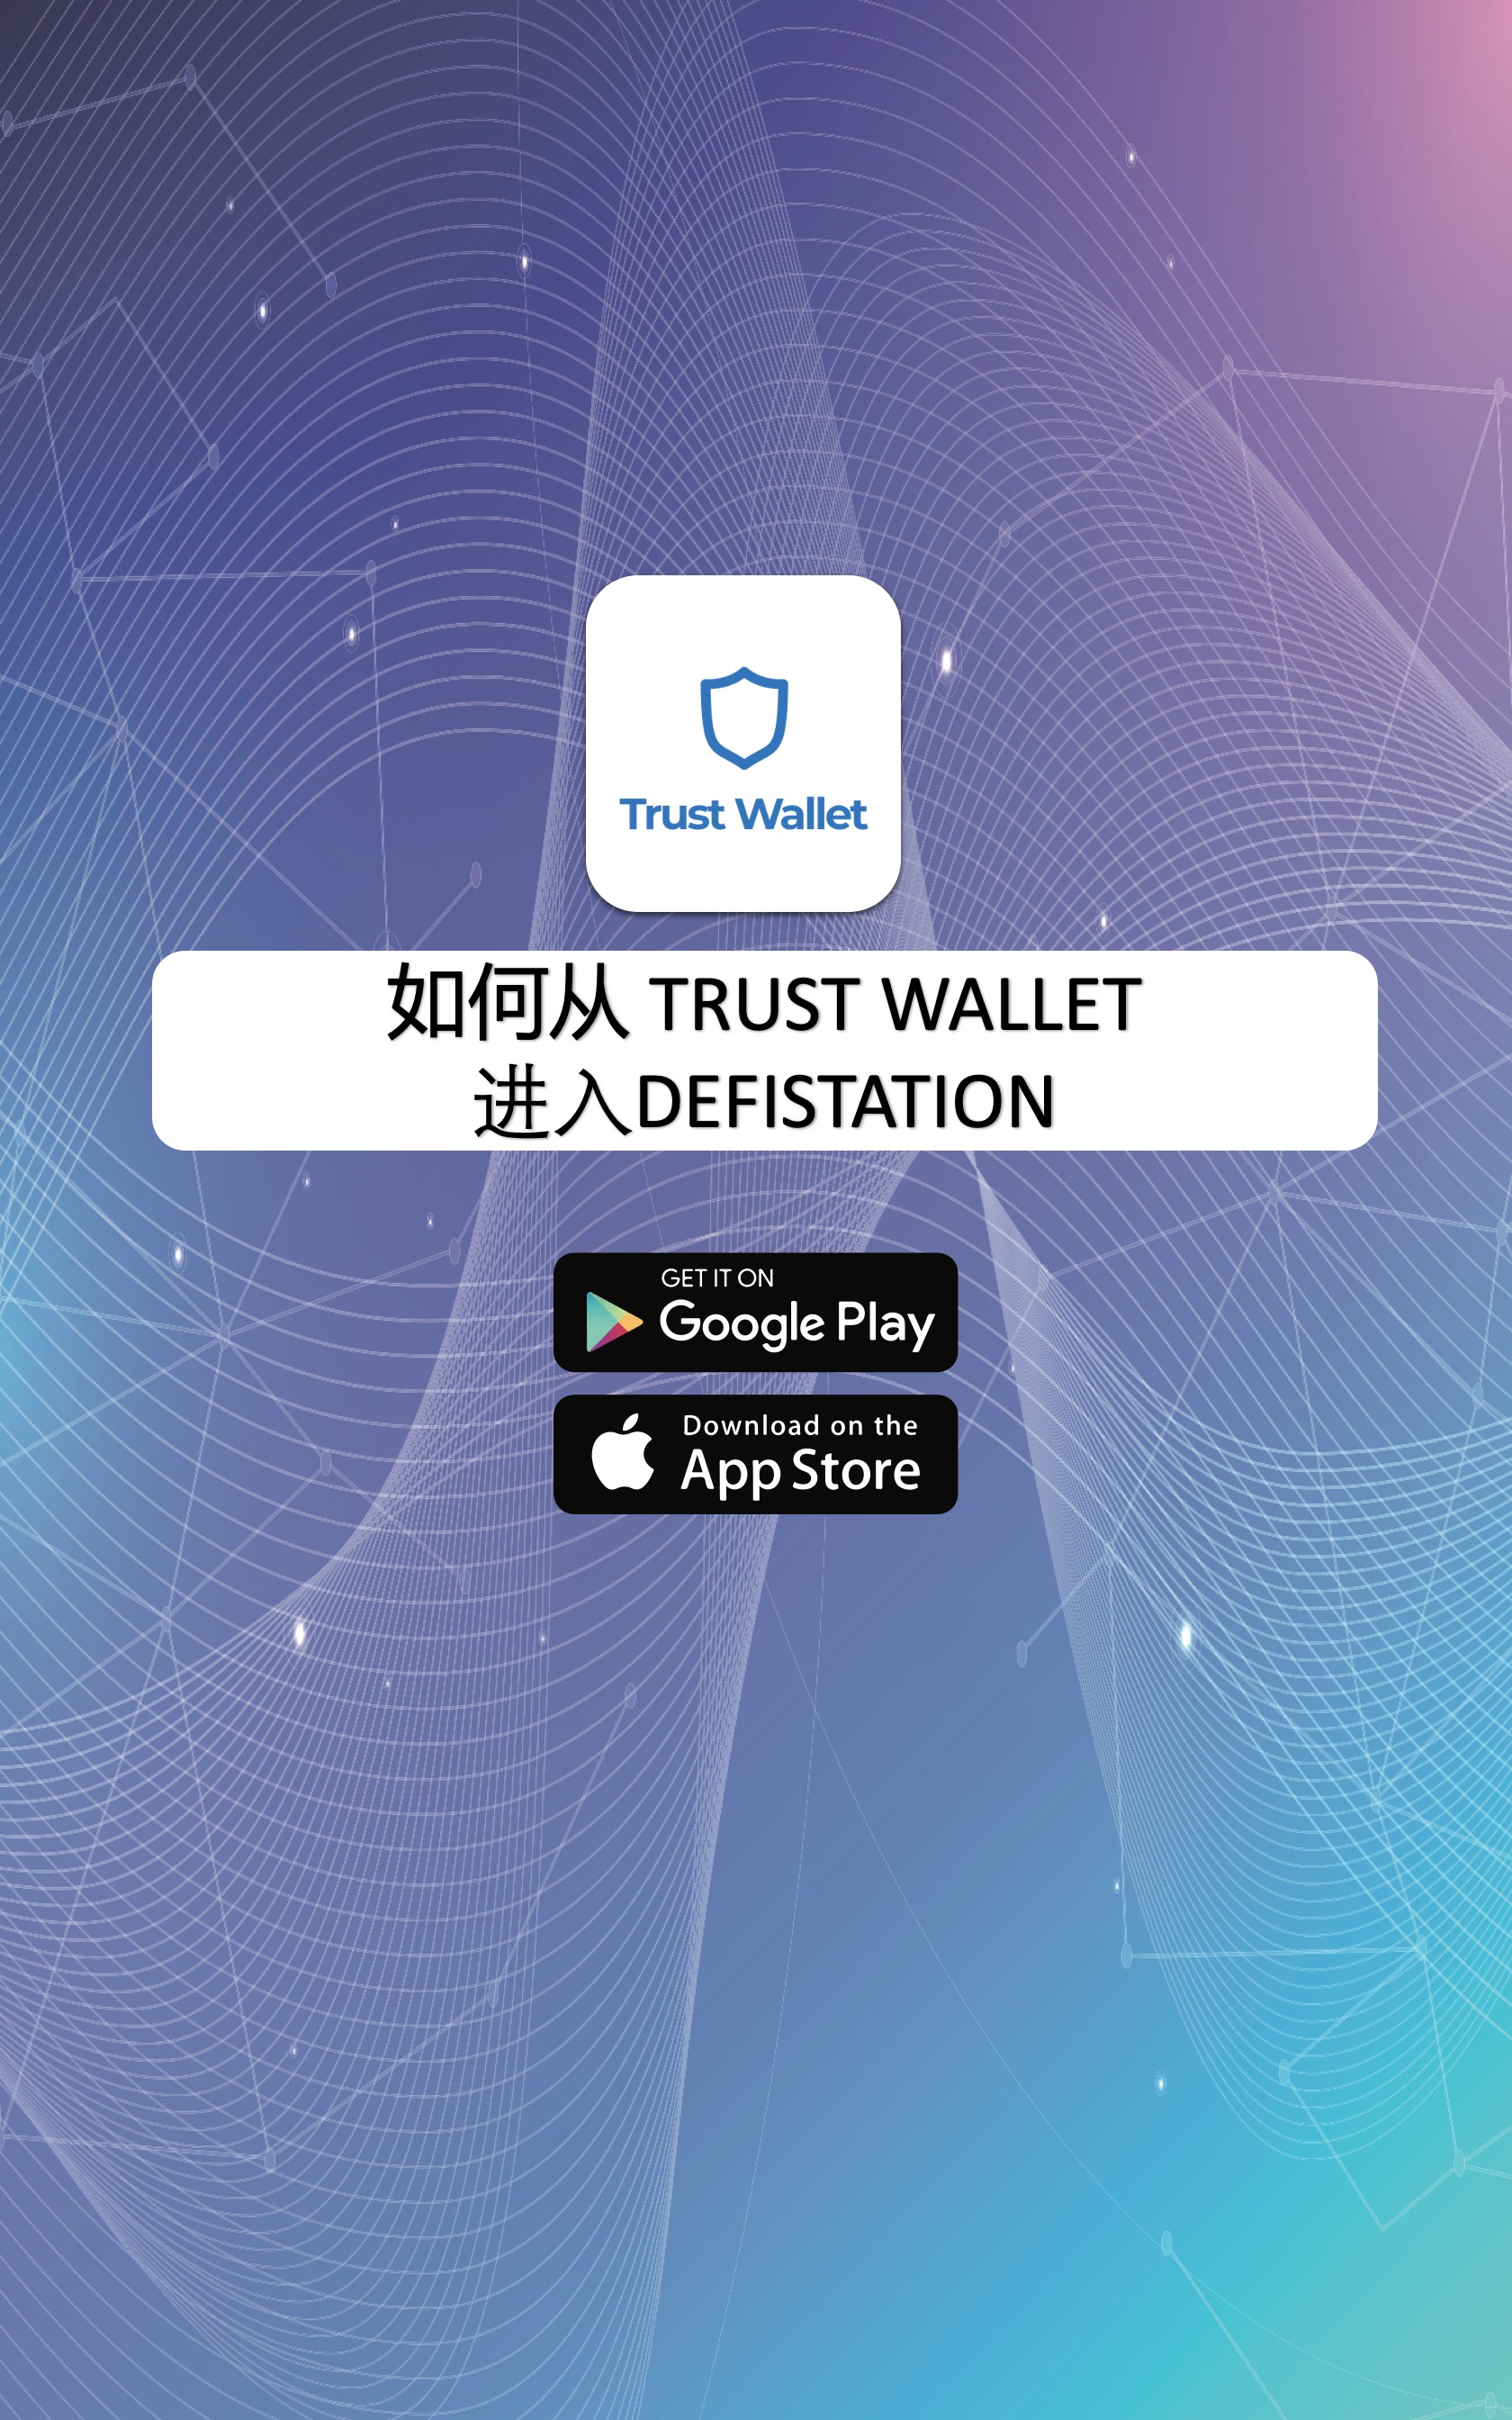 Trust Wallet
如何从 TRUST WALLET
进入DEFISTATION
GET IT ON
Google Play
Download on the
App Store